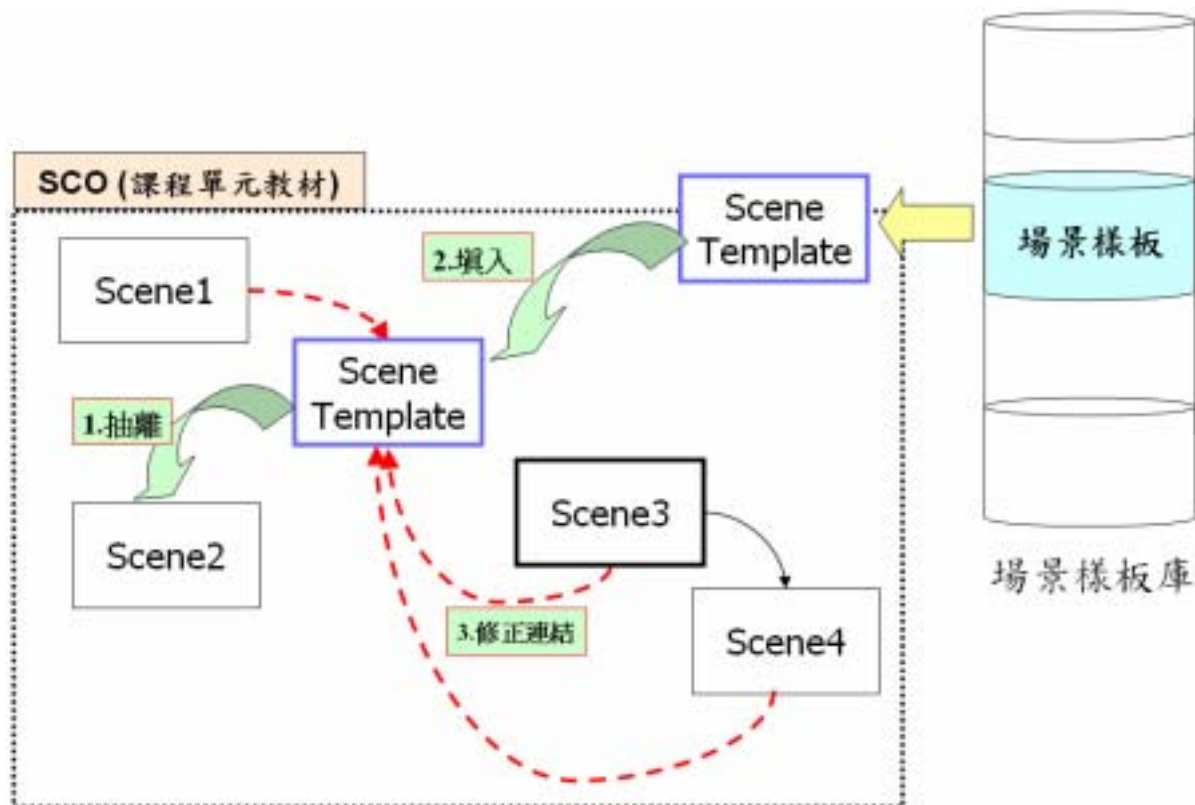 SCO (課程單元教材)
Scene
Template
場景樣板
2.填入
Scene1
Scene
Template
1.抽離
Scene3
Scene2
場景樣板庫
3.修正連結
Scene4